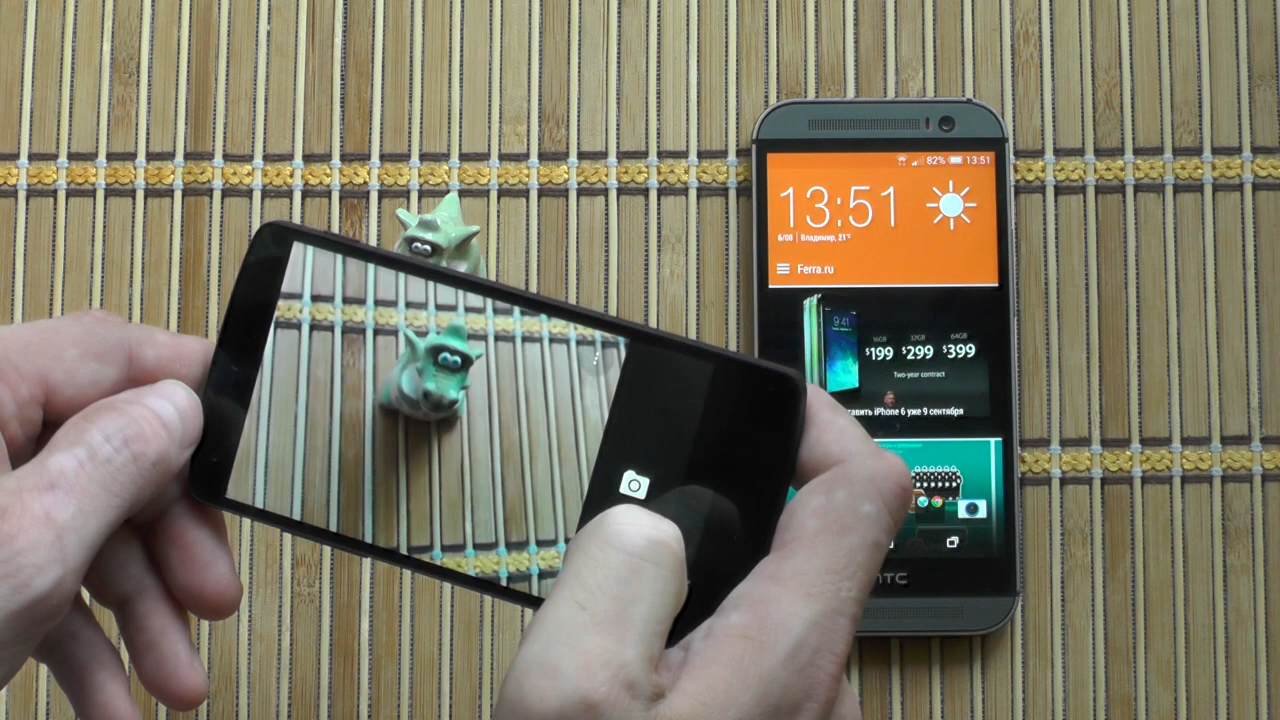 82% 13:51
13:51
6/08 | Владимир, 21°
Ferra.ru
9:41
16GB 32GB 64GB
$199 $299 $399
Two-year contract
тавить iPhone 6 уже 9 сентября
HTC